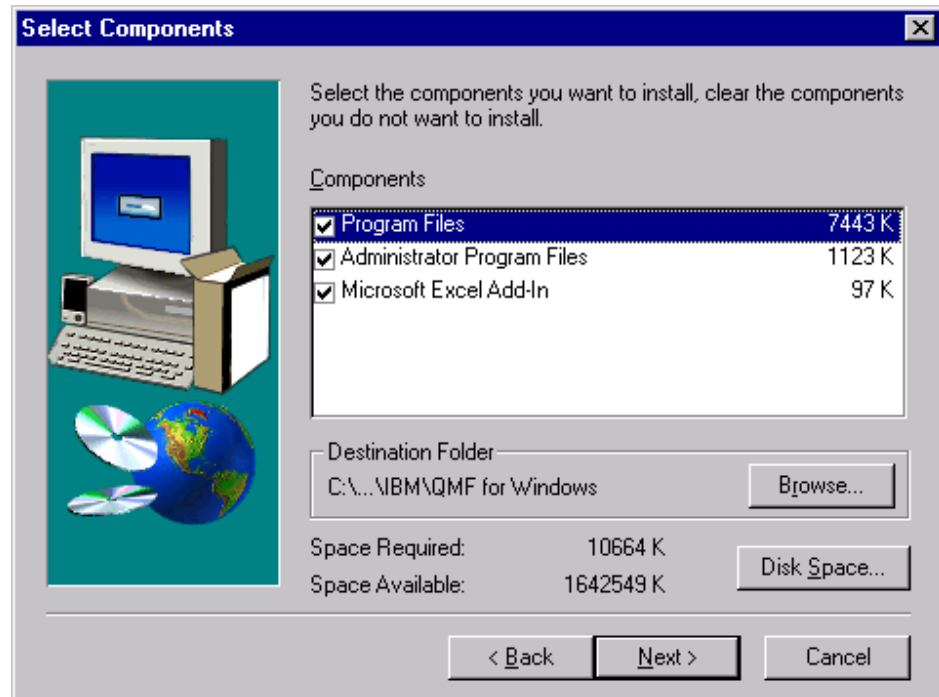 Select Components
Select the components you want to install, clear the components
you do not want to install.
Components
Program Files 7443 K
Administrator Program Files 1123 K
Microsoft Excel Add-In 97 K
Destination Folder
C:\...\IBM\QMF for Windows Browse...
Space Required: 10664 K
Space Available: 1642549 K
Disk Space...
< Back Next > Cancel